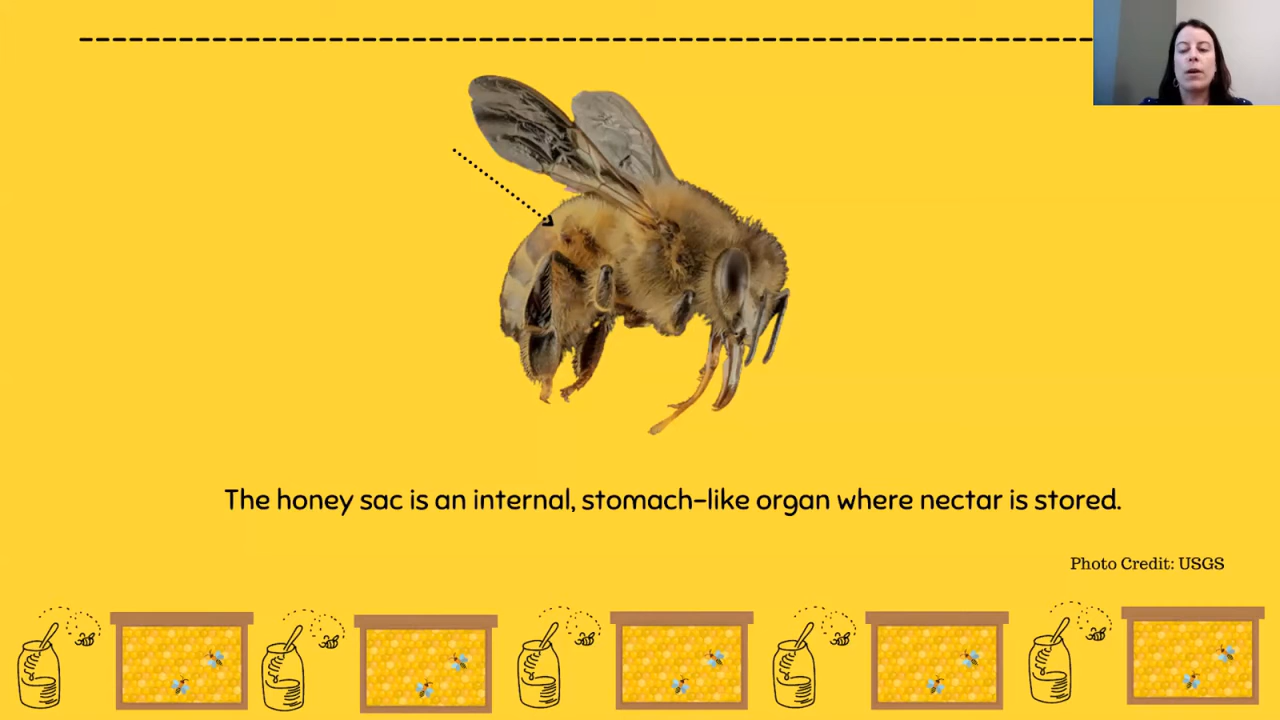 The honey sac is an internal, stomach-like organ where nectar is stored.
Photo Credit: USGS